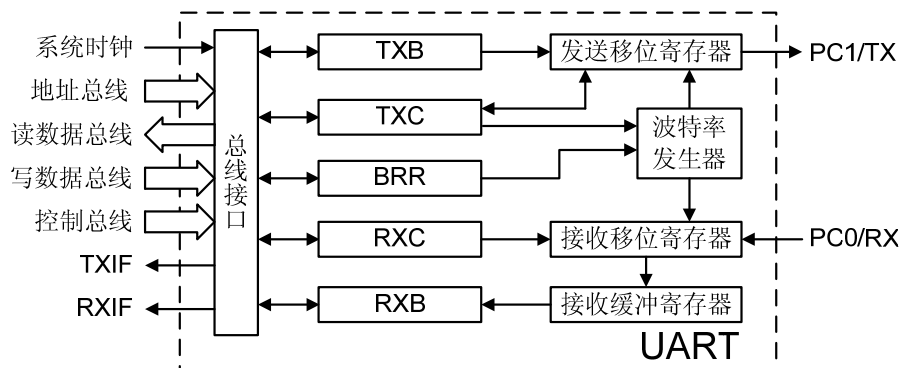 系统时钟
地址总线
读数据总线
写数据总线
控制总线
TXIF
RXIF
总线接口
TXB
TXC
BRR
RXC
RXB
发送移位寄存器
波特率
发生器
接收移位寄存器
接收缓冲寄存器
PC1/TX
PC0/RX
UART